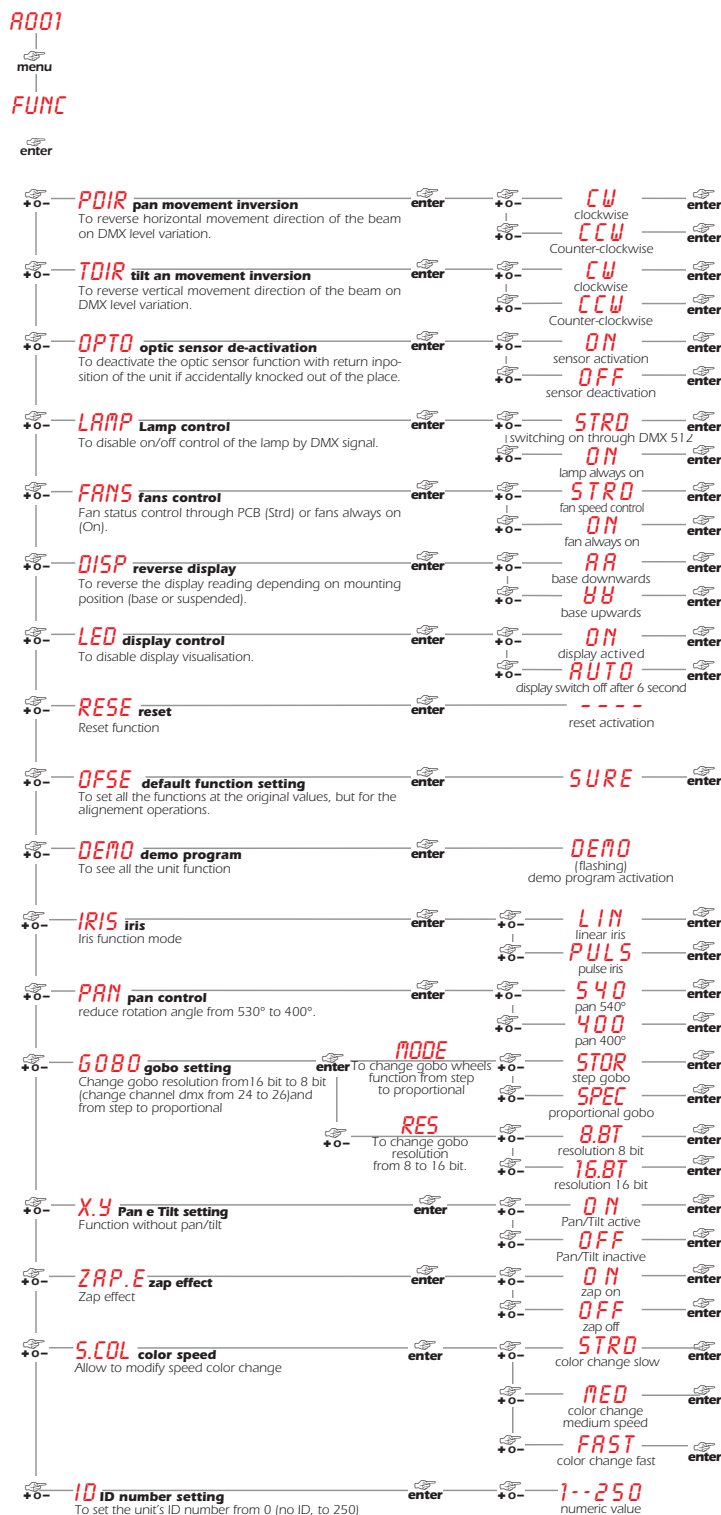 A001
menu
FUNC
enter
+ o - PDIR pan movement inversion enter + o - CW enter
To reverse horizontal movement direction of the beam clockwise
on DMX level variation. + o - CCW enter
Counter-clockwise
+ o - TDIR tilt an movement inversion enter + o - CW enter
To reverse vertical movement direction of the beam on clockwise
DMX level variation. + o - CCW enter
Counter-clockwise
+ o - OPTO optic sensor de-activation enter + o - ON enter
To deactivate the optic sensor function with return inpo- sensor activation
sition of the unit if accidentally knocked out of the place. + o - OFF enter
sensor deactivation
+ o - LAMP Lamp control enter + o - STRD enter
To disable on/off control of the lamp by DMX signal. switching on through DMX 512
+ o - ON enter
lamp always on
+ o - FANS fans control enter + o - STRD enter
Fan status control through PCB (Strd) or fans always on fan speed control
(On). + o - ON enter
fan always on
+ o - DISP reverse display enter + o - AA enter
To reverse the display reading depending on mounting base downwards
position (base or suspended). + o - enter
base upwards
+ o - LED display control enter + o - ON enter
To disable display visualisation. display actived
+ o - AUTO enter
display switch off after 6 second
+ o - RESE reset enter - - - -
Reset function reset activation
+ o - OFSE default function setting enter SURE enter
To set all the functions at the original values, but for the
alignement operations.
+ o - DEMO demo program enter DEMO
To see all the unit function (flashing)
demo program activation
+ o - IRIS iris enter + o - LIN enter
Iris function mode linear iris
+ o - PULS enter
pulse iris
+ o - PAN pan control enter + o - 540 enter
reduce rotation angle from 530° to 400°. pan 540°
+ o - 400 enter
pan 400°
+ o - GOBO gobo setting enter MODE + o - STOR enter
Change gobo resolution from16 bit to 8 bit To change gobo wheels step gobo
(change channel dmx from 24 to 26)and function from step + o - SPEC enter
from step to proportional to proportional proportional gobo
+ o - RES + o - 8.BT enter
To change gobo resolution 8 bit
resolution + o - 16.BT enter
from 8 to 16 bit. resolution 16 bit
+ o - X.Y Pan e Tilt setting enter + o - ON enter
Function without pan/tilt Pan/Tilt active
+ o - OFF enter
Pan/Tilt inactive
+ o - ZAP.E zap effect enter + o - ON enter
Zap effect zap on
+ o - OFF enter
zap off
+ o - S.COL color speed enter + o - STRD enter
Allow to modify speed color change color change slow
+ o - MED enter
color change
medium speed
+ o - FAST enter
color change fast
+ o - ID ID number setting enter + o - 1--250 enter
To set the unit's ID number from 0 (no ID, to 250) numeric value